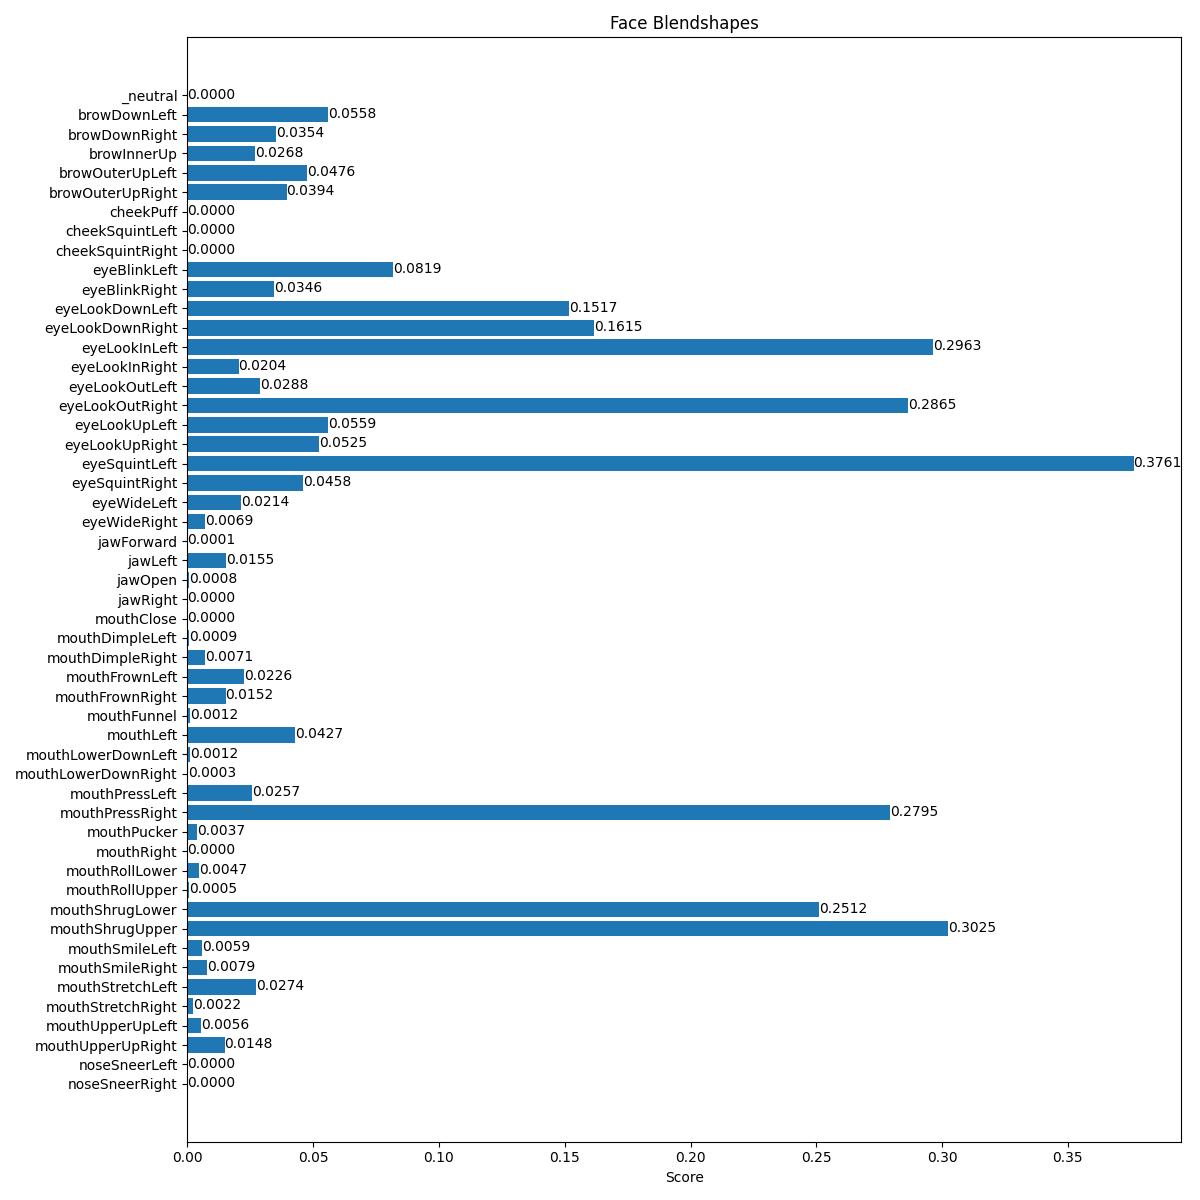 Face Blendshapes
_neutral 0.0000
browDownLeft 0.0558
browDownRight 0.0354
browInnerUp 0.0268
browOuterUpLeft 0.0476
browOuterUpRight 0.0394
cheekPuff 0.0000
cheekSquintLeft 0.0000
cheekSquintRight 0.0000
eyeBlinkLeft 0.0819
eyeBlinkRight 0.0346
eyeLookDownLeft 0.1517
eyeLookDownRight 0.1615
eyeLookInLeft 0.2963
eyeLookInRight 0.0204
eyeLookOutLeft 0.0288
eyeLookOutRight 0.2865
eyeLookUpLeft 0.0559
eyeLookUpRight 0.0525
eyeSquintLeft 0.3761
eyeSquintRight 0.0458
eyeWideLeft 0.0214
eyeWideRight 0.0069
jawForward 0.0001
jawLeft 0.0155
jawOpen 0.0008
jawRight 0.0000
mouthClose 0.0000
mouthDimpleLeft 0.0009
mouthDimpleRight 0.0071
mouthFrownLeft 0.0226
mouthFrownRight 0.0152
mouthFunnel 0.0012
mouthLeft 0.0427
mouthLowerDownLeft 0.0012
mouthLowerDownRight 0.0003
mouthPressLeft 0.0257
mouthPressRight 0.2795
mouthPucker 0.0037
mouthRight 0.0000
mouthRollLower 0.0047
mouthRollUpper 0.0005
mouthShrugLower 0.2512
mouthShrugUpper 0.3025
mouthSmileLeft 0.0059
mouthSmileRight 0.0079
mouthStretchLeft 0.0274
mouthStretchRight 0.0022
mouthUpperUpLeft 0.0056
mouthUpperUpRight 0.0148
noseSneerLeft 0.0000
noseSneerRight 0.0000
0.00 0.05 0.10 0.15 0.20 0.25 0.30 0.35
Score